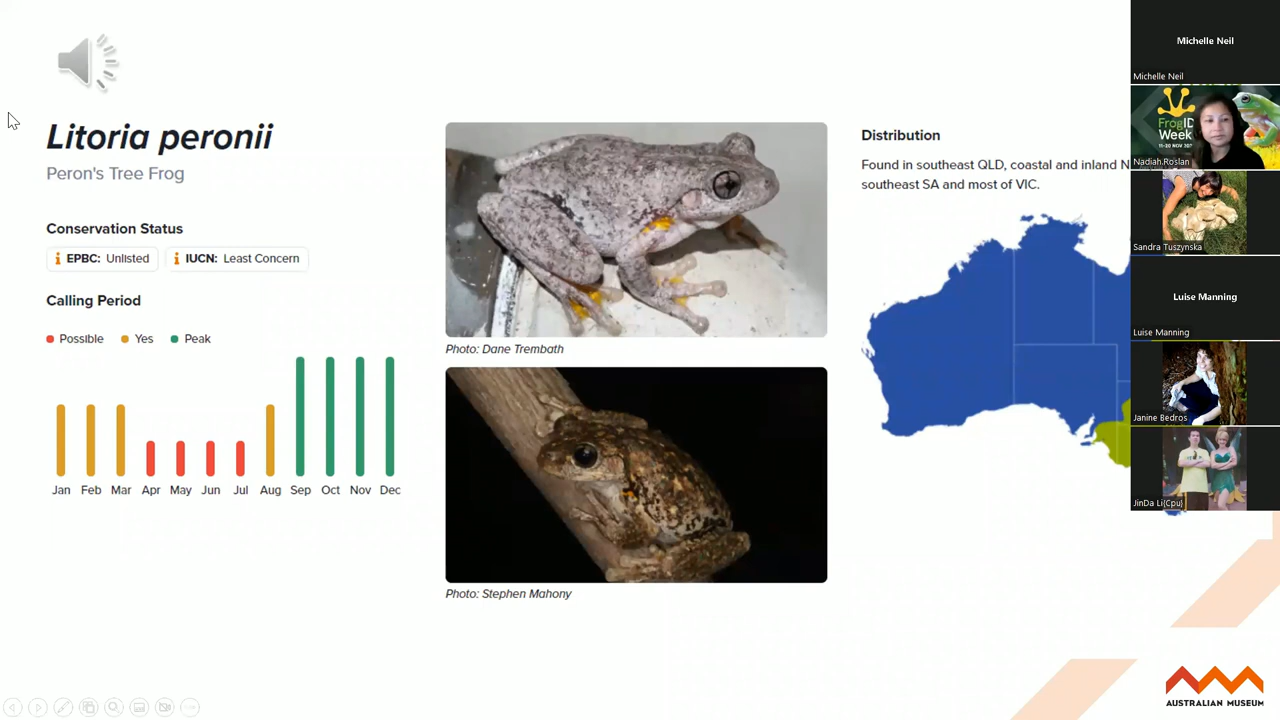 Litoria peronii
Peron's Tree Frog
Conservation Status
EPBC: Unlisted
IUCN: Least Concern
Calling Period
Possible
Yes
Peak
Jan Feb Mar Apr May Jun Jul Aug Sep Oct Nov Dec
Photo: Dane Trembath
Photo: Stephen Mahony
Distribution
Found in southeast QLD, coastal and inland
southeast SA and most of VIC.
Michelle Neil
Michelle Neil
FrogID
Week
Nadiah.Roslan
Sandra Tuszynska
Luise Manning
Luise Manning
Janine Bedros
JinDa Li(Cpu)
AUSTRALIAN MUSEUM